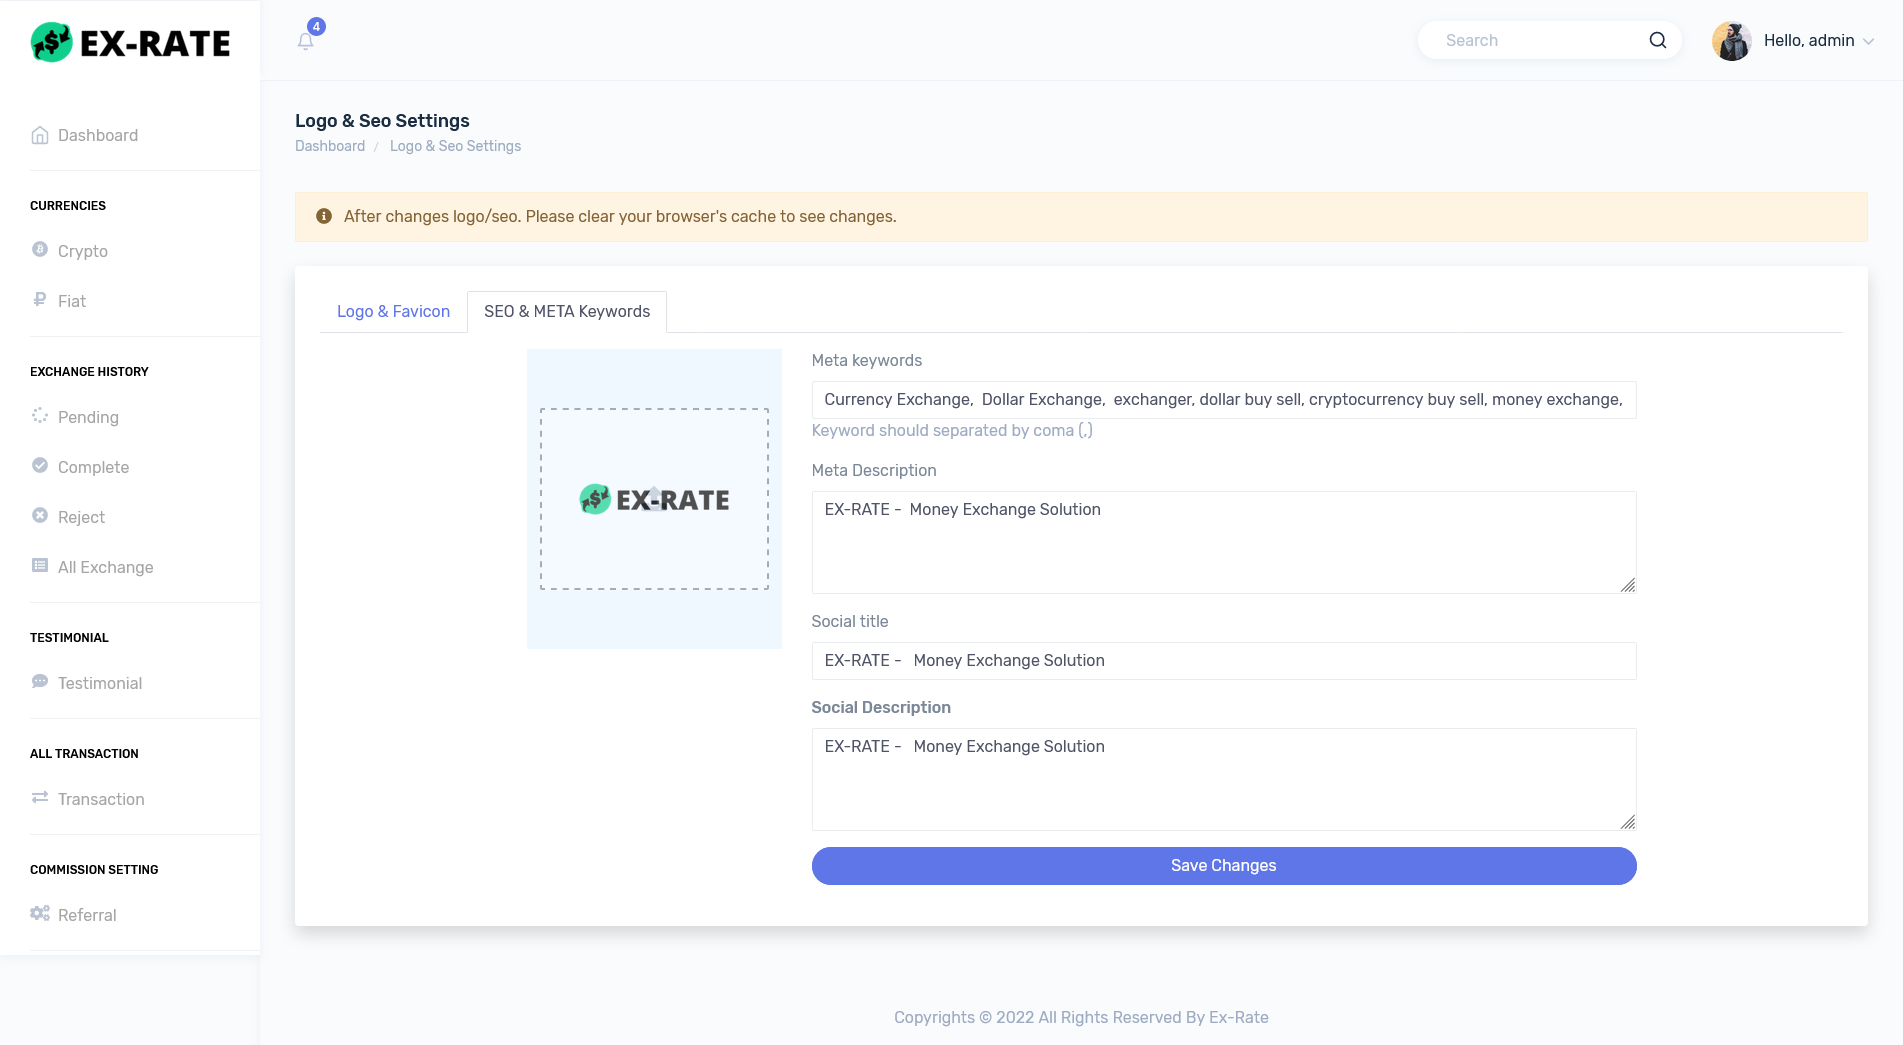 EX-RATE
4
Search
Hello, admin
Dashboard
CURRENCIES
Crypto
Fiat
EXCHANGE HISTORY
Pending
Complete
Reject
All Exchange
TESTIMONIAL
Testimonial
ALL TRANSACTION
Transaction
COMMISSION SETTING
Referral
Logo & Seo Settings
Dashboard / Logo & Seo Settings
After changes logo/seo. Please clear your browser's cache to see changes.
Logo & Favicon
SEO & META Keywords
EX-RATE
Meta keywords
Currency Exchange, Dollar Exchange, exchanger, dollar buy sell, cryptocurrency buy sell, money exchange,
Keyword should separated by coma (,)
Meta Description
EX-RATE - Money Exchange Solution
Social title
EX-RATE - Money Exchange Solution
Social Description
EX-RATE - Money Exchange Solution
Save Changes
Copyrights © 2022 All Rights Reserved By Ex-Rate